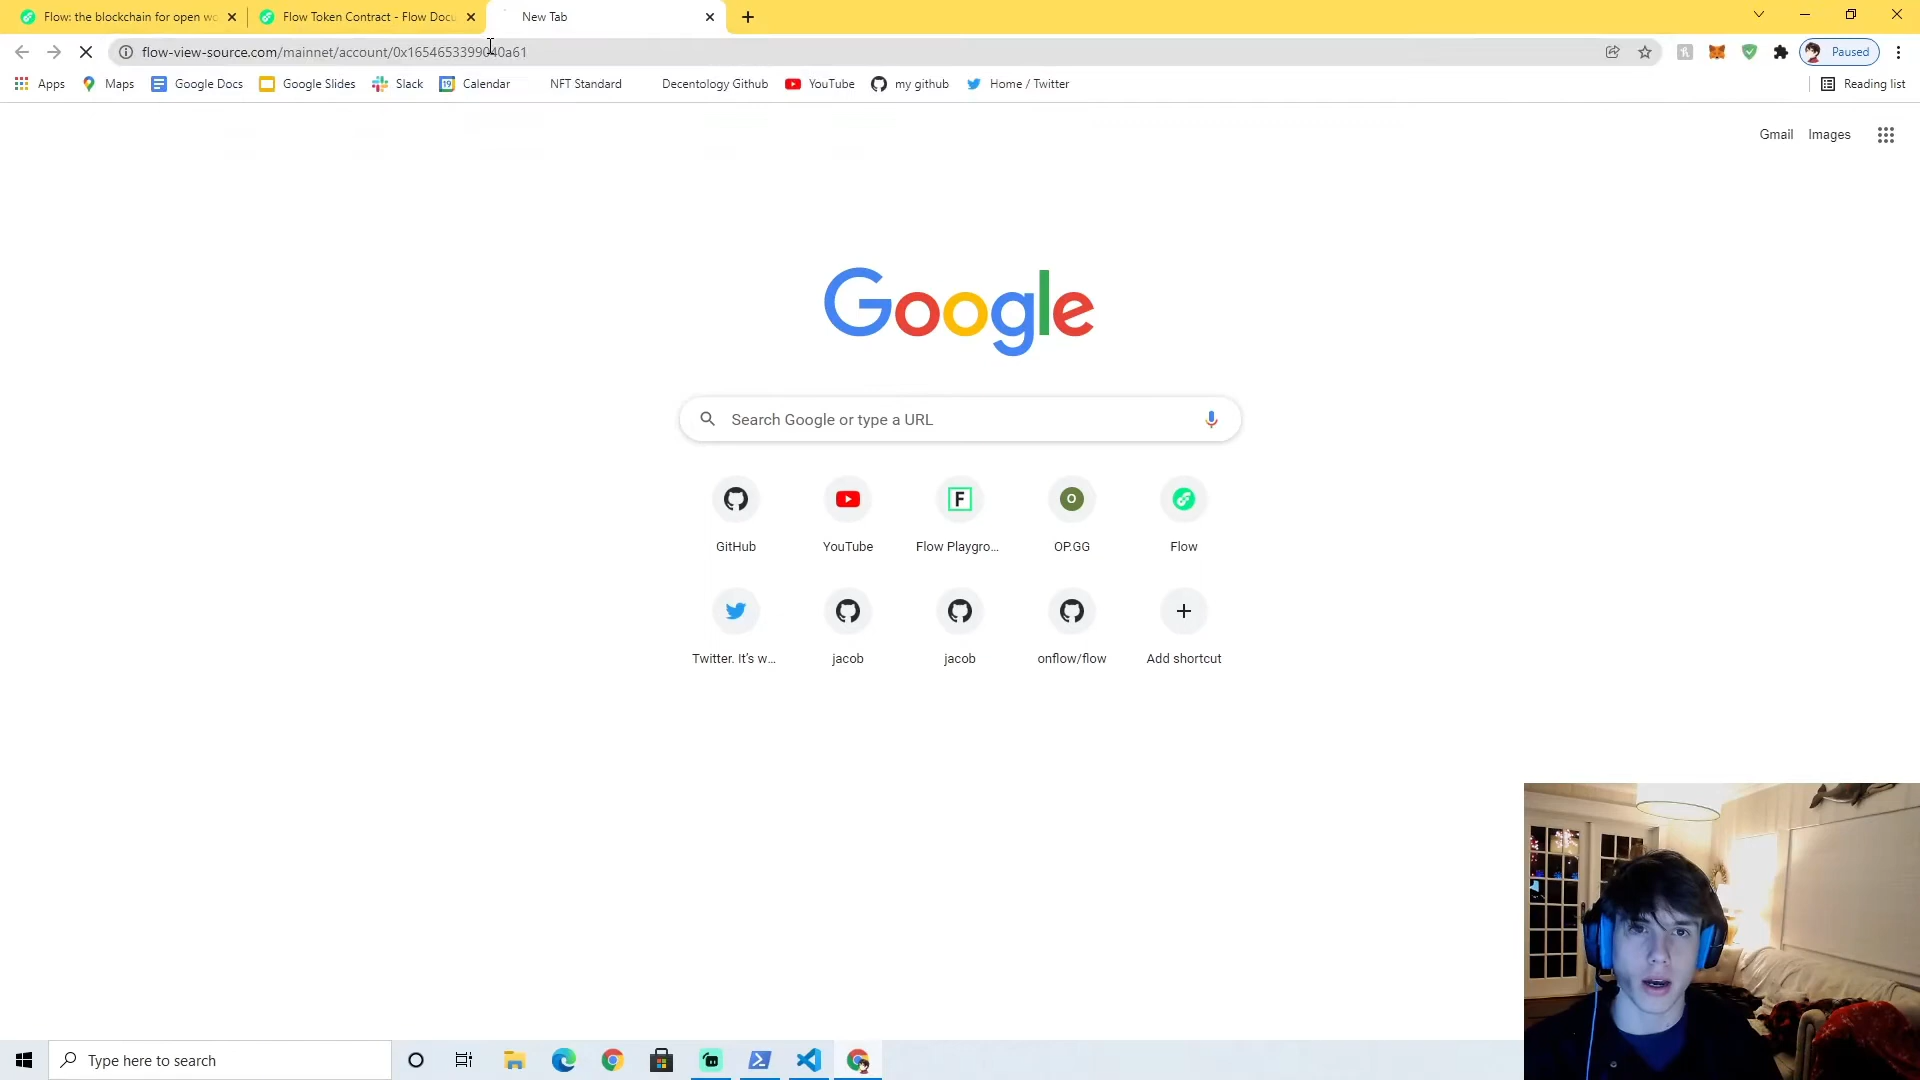 Flow: the blockchain for open wo
Flow Token Contract - Flow Docu
New Tab
flow-view-source.com/mainnet/account/0x1654653399040a61
Paused
Apps
Maps
Google Docs
Google Slides
Slack
Calendar
NFT Standard
Decentology Github
YouTube
my github
Home / Twitter
Reading list
Gmail
Images
Google
Search Google or type a URL
GitHub
YouTube
Flow Playgro...
OP.GG
Flow
Twitter. It's w...
jacob
jacob
onflow/flow
Add shortcut
Type here to search